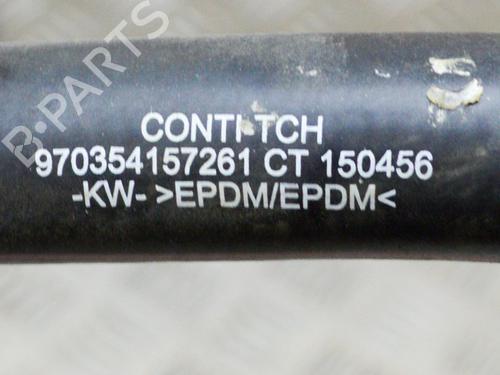 B-PARTS
CONTI TCH
970354157261 CT 150456
-KW- >EPDM/EPDM<